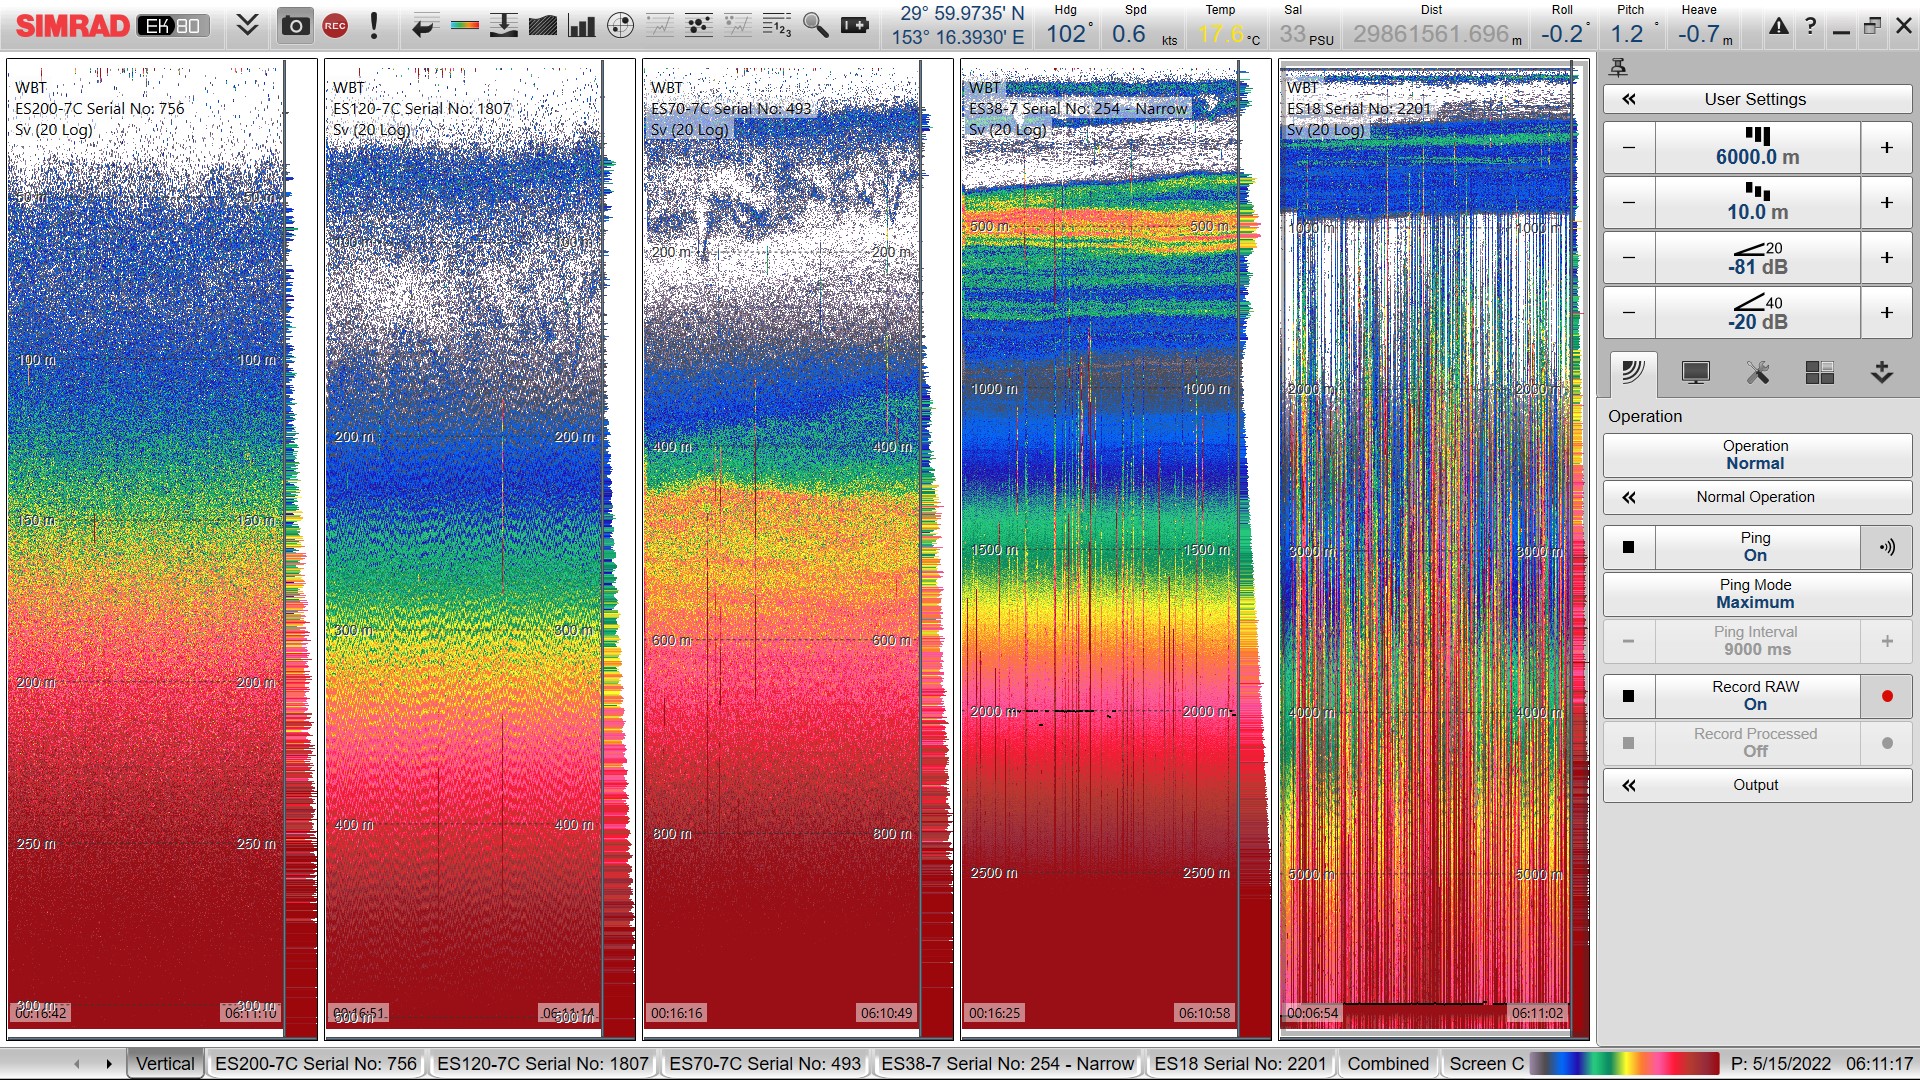 SIMRAD EK 80
REC
29° 59.9735' N
153° 16.3930' E
Hdg
102°
Spd
0.6 kts
Temp
17.6 °C
Sal
33 PSU
Dist
29861561.696 m
Roll
-0.2°
Pitch
1.2°
Heave
-0.7 m
WBT
ES200-7C Serial No: 756
Sv (20 Log)
50 m 50 m
100 m 100 m
150 m 150 m
200 m 200 m
250 m 250 m
300 m 300 m
00:16:42 06:11:10
WBT
ES120-7C Serial No: 1807
Sv (20 Log)
100 m 100 m
200 m 200 m
300 m 300 m
400 m 400 m
500 m 500 m
00:16:51 06:11:14
WBT
ES70-7C Serial No: 493
Sv (20 Log)
200 m 200 m
400 m 400 m
600 m 600 m
800 m 800 m
00:16:16 06:10:49
WBT
ES38-7 Serial No: 254 - Narrow
Sv (20 Log)
500 m 500 m
1000 m 1000 m
1500 m 1500 m
2000 m 2000 m
2500 m 2500 m
00:16:25 06:10:58
WBT
ES18 Serial No: 2201
Sv (20 Log)
1000 m 1000 m
2000 m 2000 m
3000 m 3000 m
4000 m 4000 m
5000 m 5000 m
00:06:54 06:11:02
User Settings
6000.0 m
10.0 m
20
-81 dB
40
-20 dB
Operation
Operation
Normal
Normal Operation
Ping
On
Ping Mode
Maximum
Ping Interval
9000 ms
Record RAW
On
Record Processed
Off
Output
Vertical ES200-7C Serial No: 756 ES120-7C Serial No: 1807 ES70-7C Serial No: 493 ES38-7 Serial No: 254 - Narrow ES18 Serial No: 2201 Combined Screen C P: 5/15/2022 06:11:17